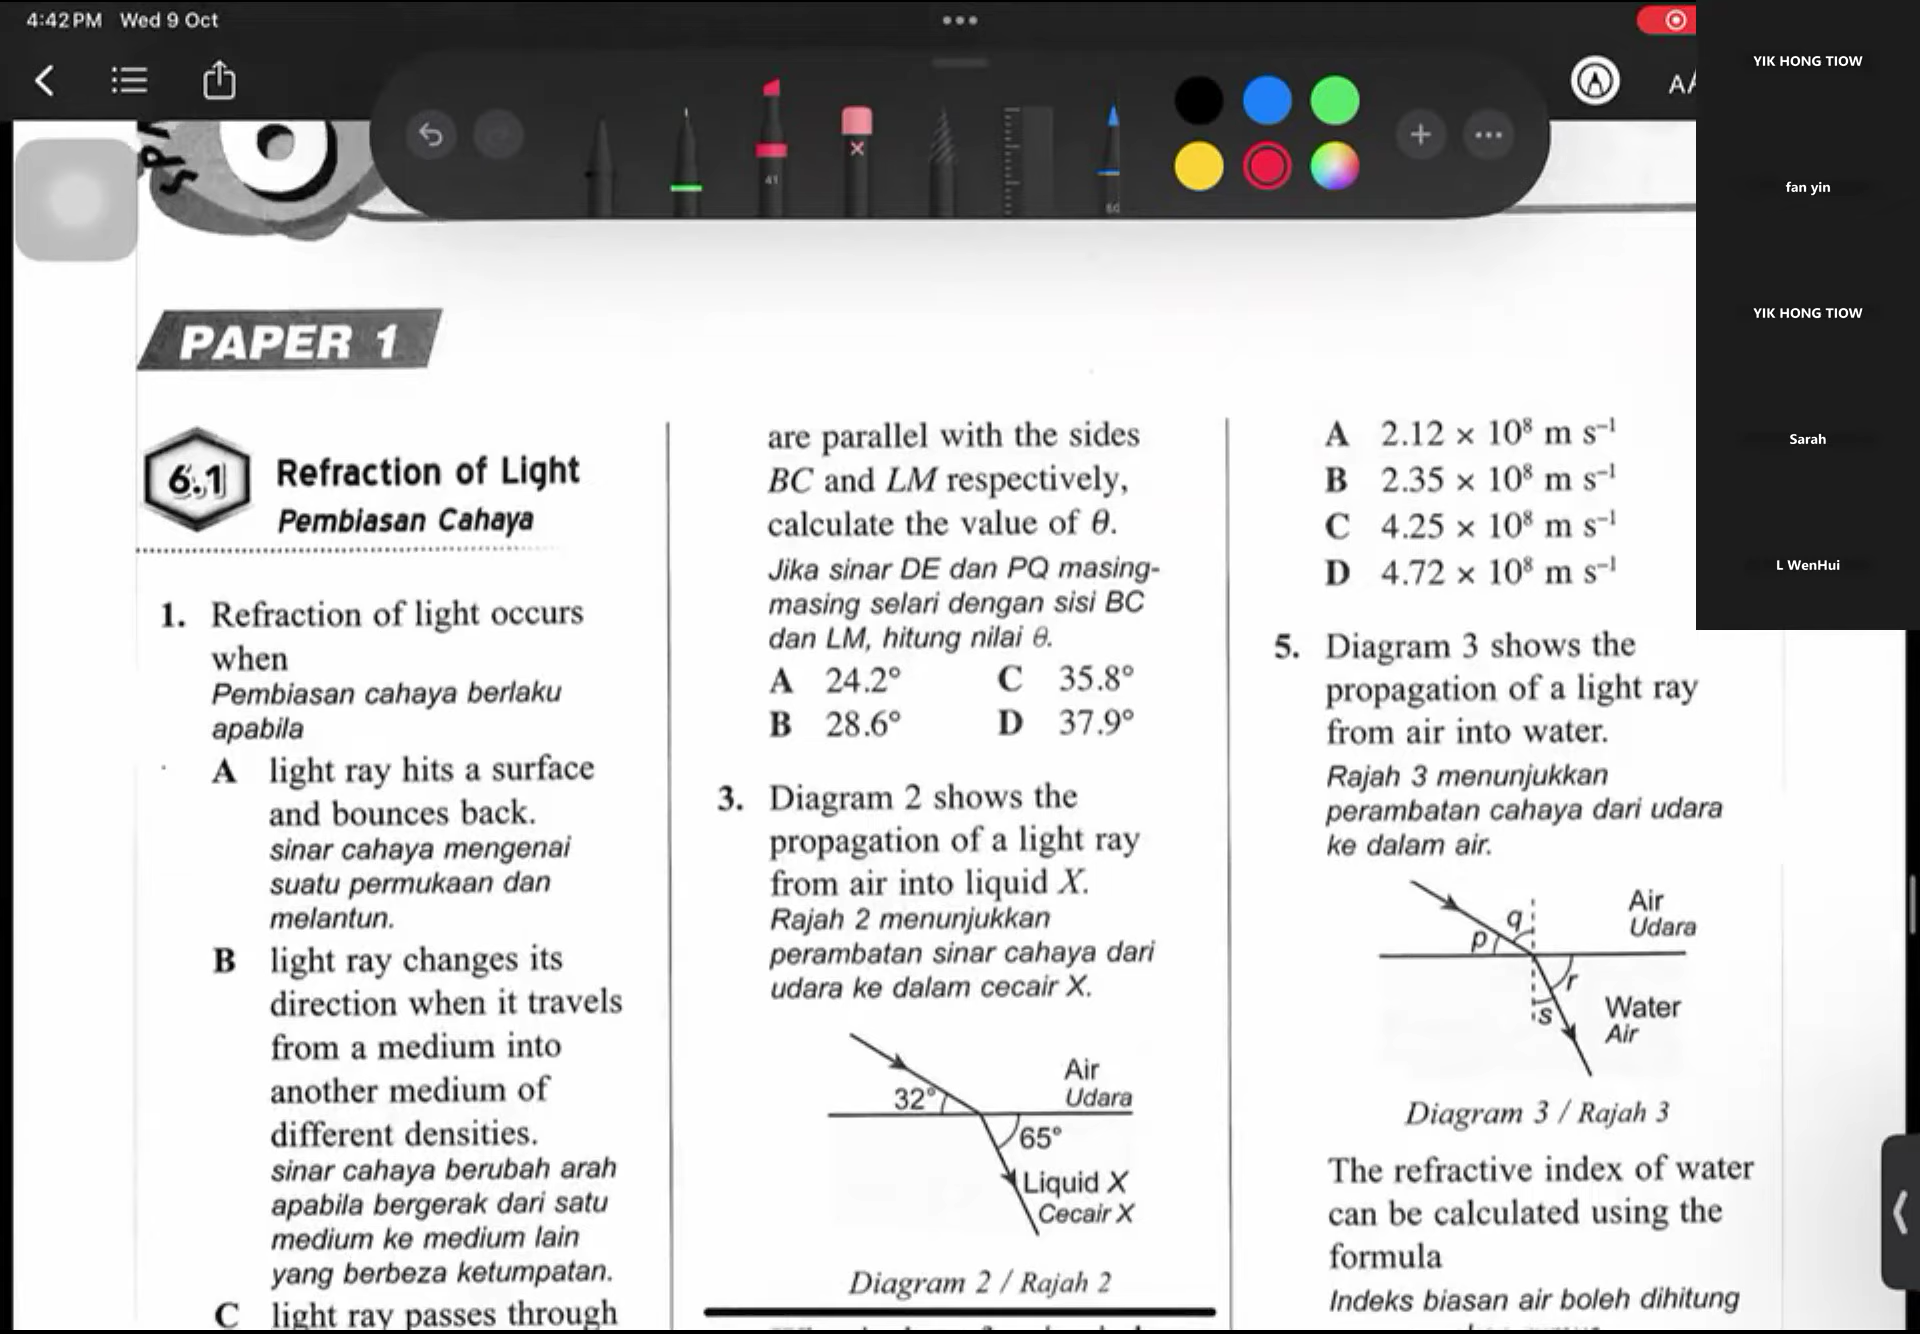 4:42 PM Wed 9 Oct
41
60
YIK HONG TIOW
fan yin
YIK HONG TIOW
Sarah
L WenHui
PAPER 1
6.1 Refraction of Light
Pembiasan Cahaya
1. Refraction of light occurs
when
Pembiasan cahaya berlaku
apabila
A light ray hits a surface
and bounces back.
sinar cahaya mengenai
suatu permukaan dan
melantun.
B light ray changes its
direction when it travels
from a medium into
another medium of
different densities.
sinar cahaya berubah arah
apabila bergerak dari satu
medium ke medium lain
yang berbeza ketumpatan.
C light ray passes through
are parallel with the sides
BC and LM respectively,
calculate the value of θ.
Jika sinar DE dan PQ masing-
masing selari dengan sisi BC
dan LM, hitung nilai θ.
A 24.2° C 35.8°
B 28.6° D 37.9°
3. Diagram 2 shows the
propagation of a light ray
from air into liquid X.
Rajah 2 menunjukkan
perambatan sinar cahaya dari
udara ke dalam cecair X.
Air
Udara
32°
65°
Liquid X
Cecair X
Diagram 2 / Rajah 2
A 2.12 × 10⁸ m s⁻¹
B 2.35 × 10⁸ m s⁻¹
C 4.25 × 10⁸ m s⁻¹
D 4.72 × 10⁸ m s⁻¹
5. Diagram 3 shows the
propagation of a light ray
from air into water.
Rajah 3 menunjukkan
perambatan cahaya dari udara
ke dalam air.
Air
Udara
q
p
r
s
Water
Air
Diagram 3 / Rajah 3
The refractive index of water
can be calculated using the
formula
Indeks biasan air boleh dihitung